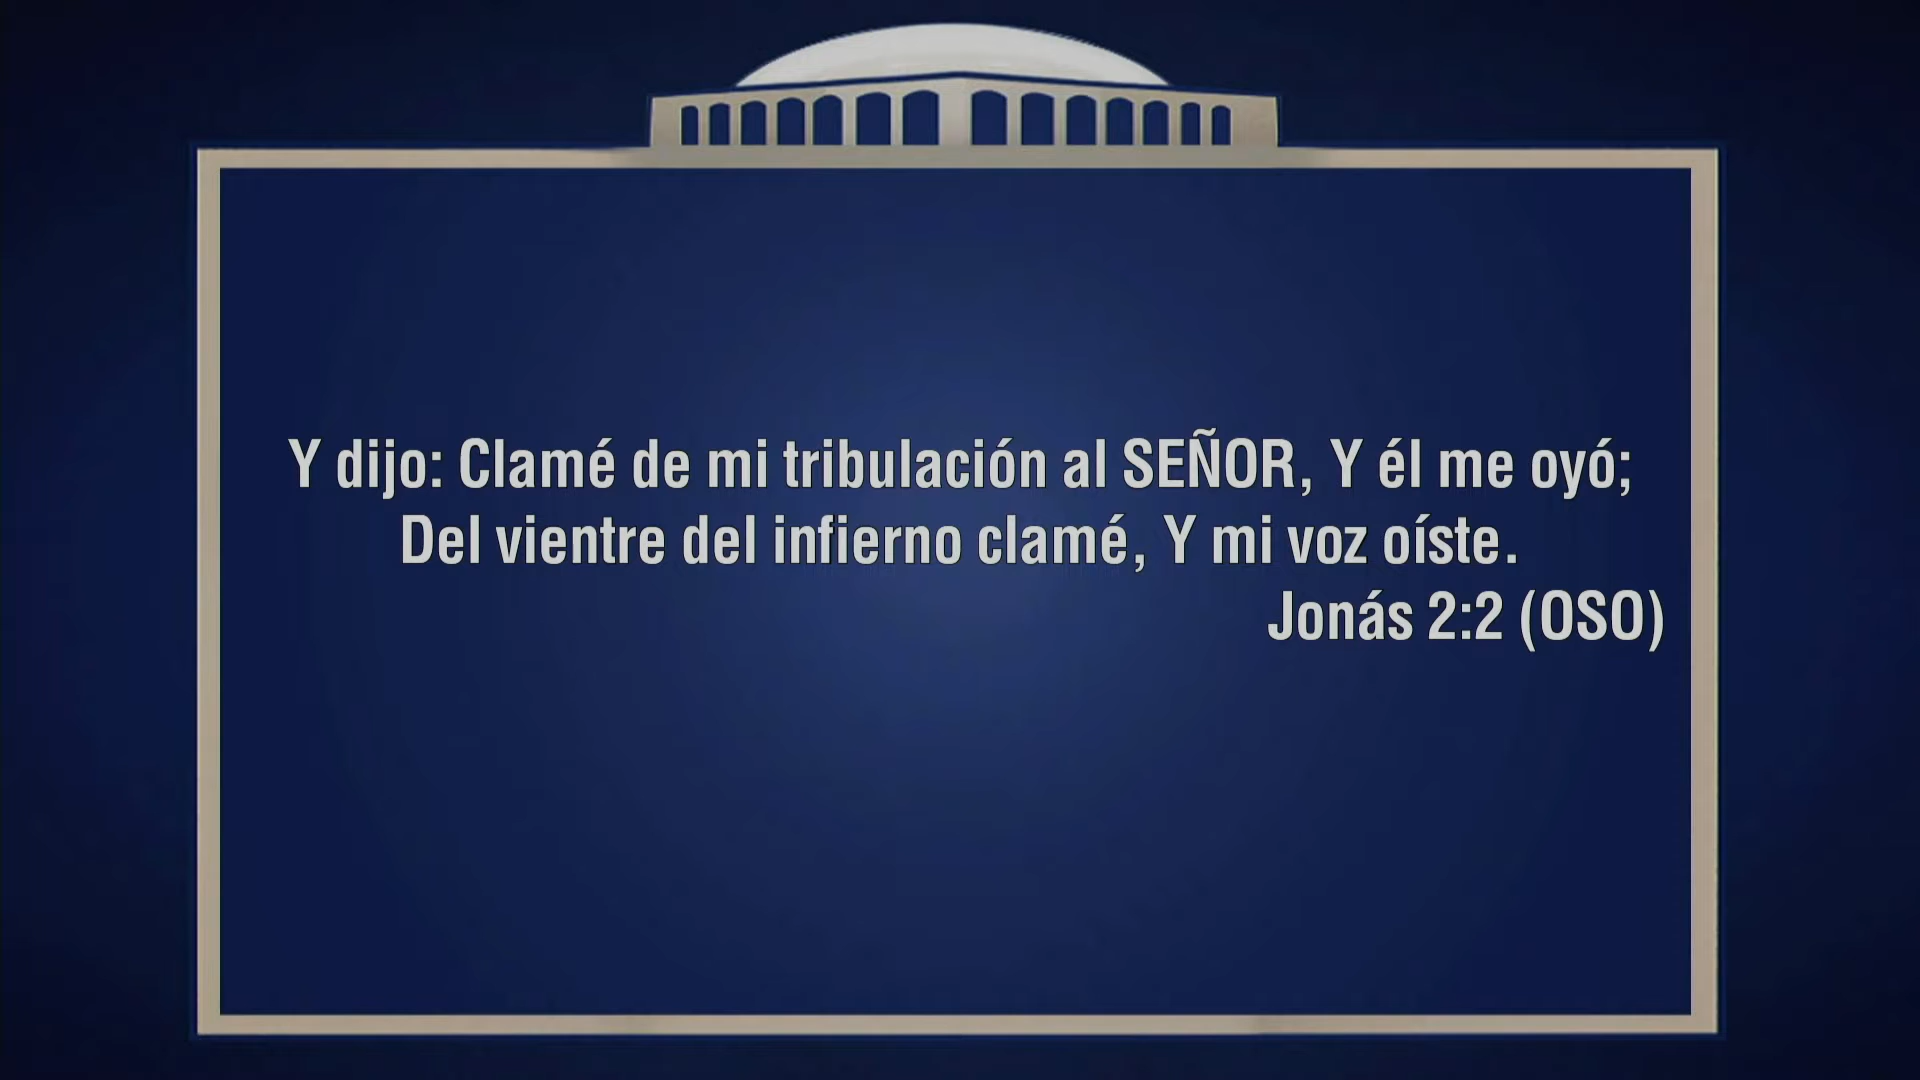 Y dijo: Clamé de mi tribulación al SEÑOR, Y él me oyó;
Del vientre del infierno clamé, Y mi voz oíste.
Jonás 2:2 (OSO)